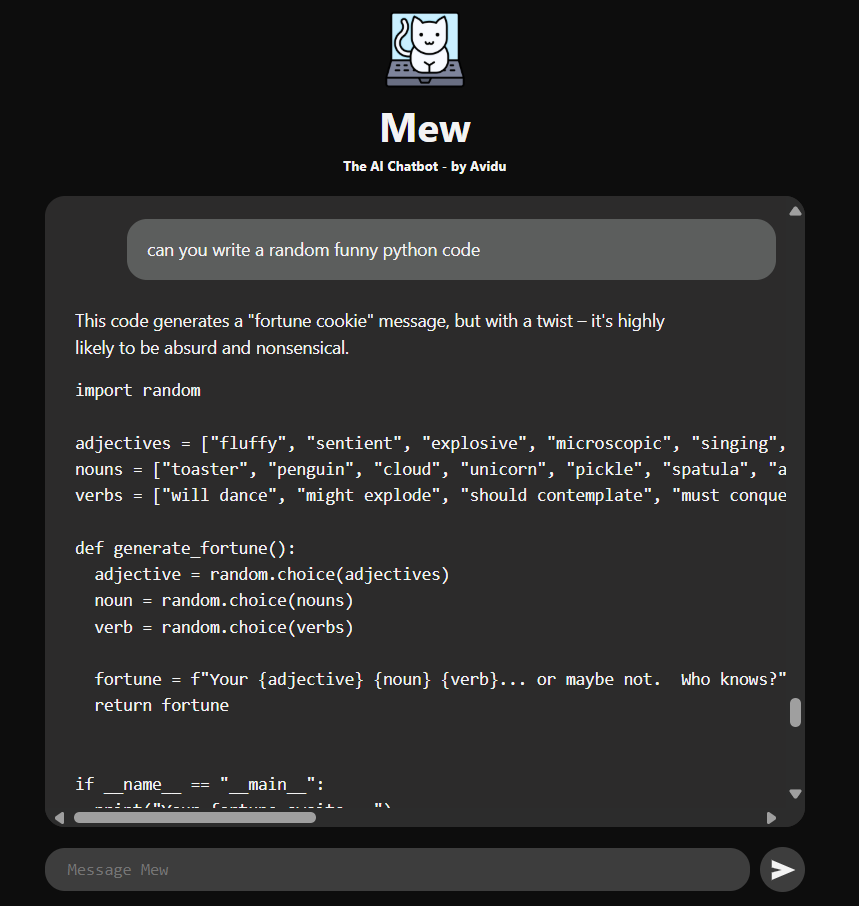 Mew
The AI Chatbot - by Avidu
can you write a random funny python code
This code generates a "fortune cookie" message, but with a twist – it's highly
likely to be absurd and nonsensical.
import random
adjectives = ["fluffy", "sentient", "explosive", "microscopic", "singing",
nouns = ["toaster", "penguin", "cloud", "unicorn", "pickle", "spatula", "a
verbs = ["will dance", "might explode", "should contemplate", "must conque
def generate_fortune():
  adjective = random.choice(adjectives)
  noun = random.choice(nouns)
  verb = random.choice(verbs)
  fortune = f"Your {adjective} {noun} {verb}... or maybe not.  Who knows?"
  return fortune
if __name__ == "__main__":
  print("Your fortune awaits...")
Message Mew